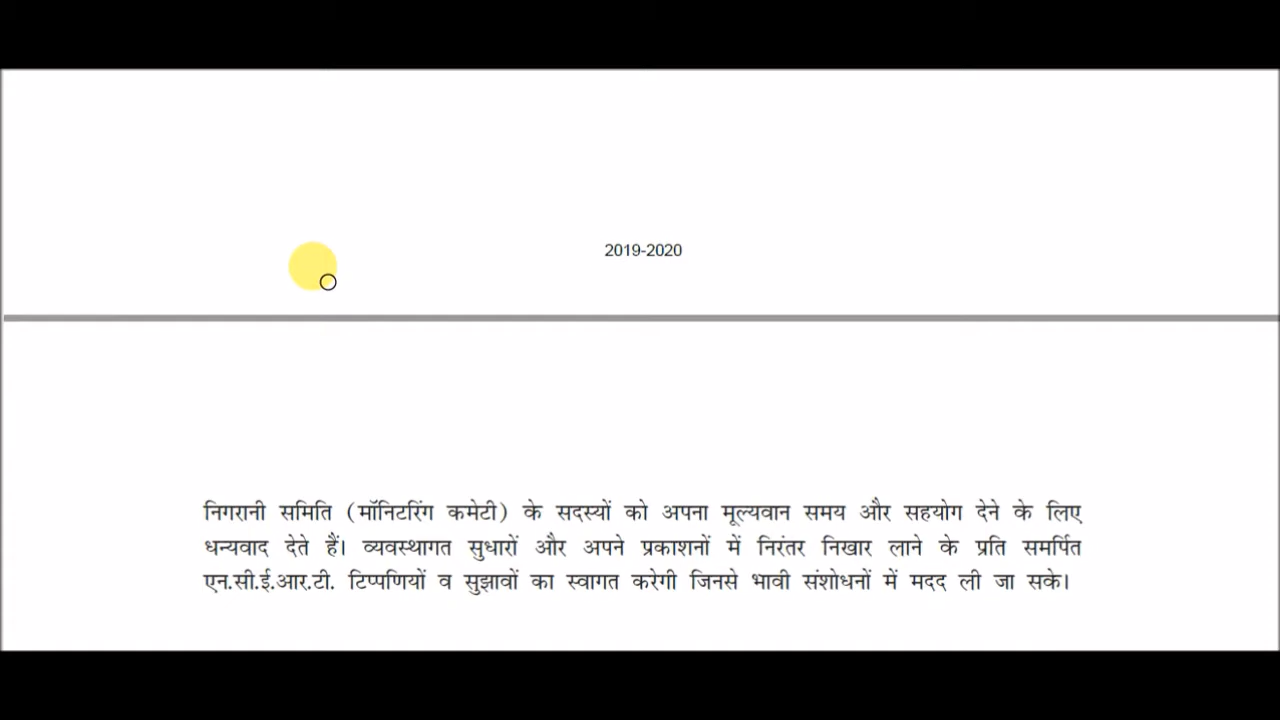 2019-2020
निगरानी समिति (मॉनिटरिंग कमेटी) के सदस्यों को अपना मूल्यवान समय और सहयोग देने के लिए
धन्यवाद देते हैं। व्यवस्थागत सुधारों और अपने प्रकाशनों में निरंतर निखार लाने के प्रति समर्पित
एन.सी.ई.आर.टी. टिप्पणियों व सुझावों का स्वागत करेगी जिनसे भावी संशोधनों में मदद ली जा सके।